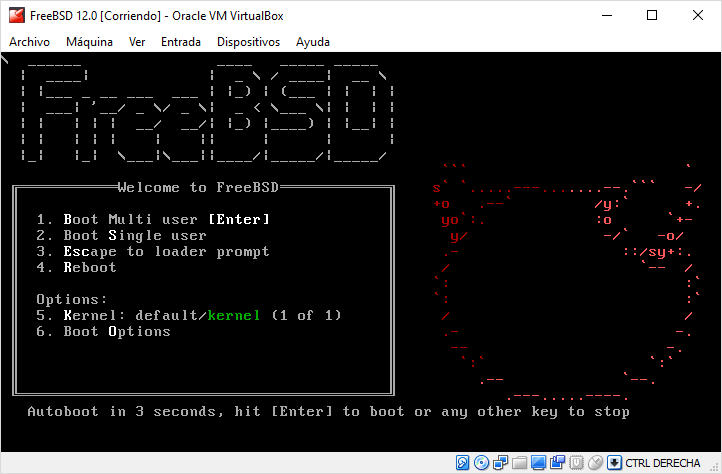 FreeBSD 12.0 [Corriendo] - Oracle VM VirtualBox
Archivo Máquina Ver Entrada Dispositivos Ayuda
FreeBSD
Welcome to FreeBSD
1. Boot Multi user [Enter]
2. Boot Single user
3. Escape to loader prompt
4. Reboot
Options:
5. Kernel: default/kernel (1 of 1)
6. Boot Options
Autoboot in 3 seconds, hit [Enter] to boot or any other key to stop
CTRL DERECHA